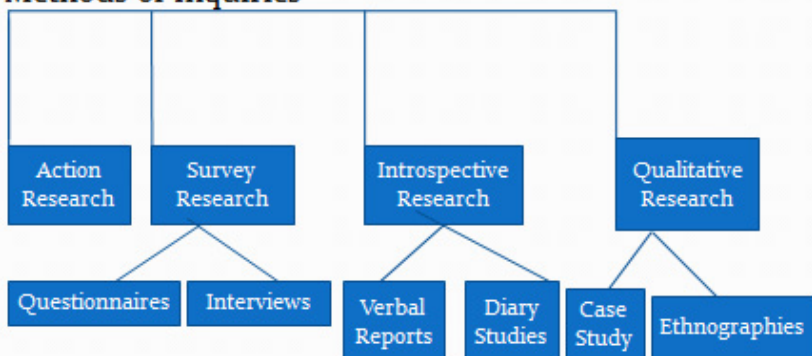 Methods of Inquiries
Action
Research
Survey
Research
Introspective
Research
Qualitative
Research
Questionnaires
Interviews
Verbal
Reports
Diary
Studies
Case
Study
Ethnographies